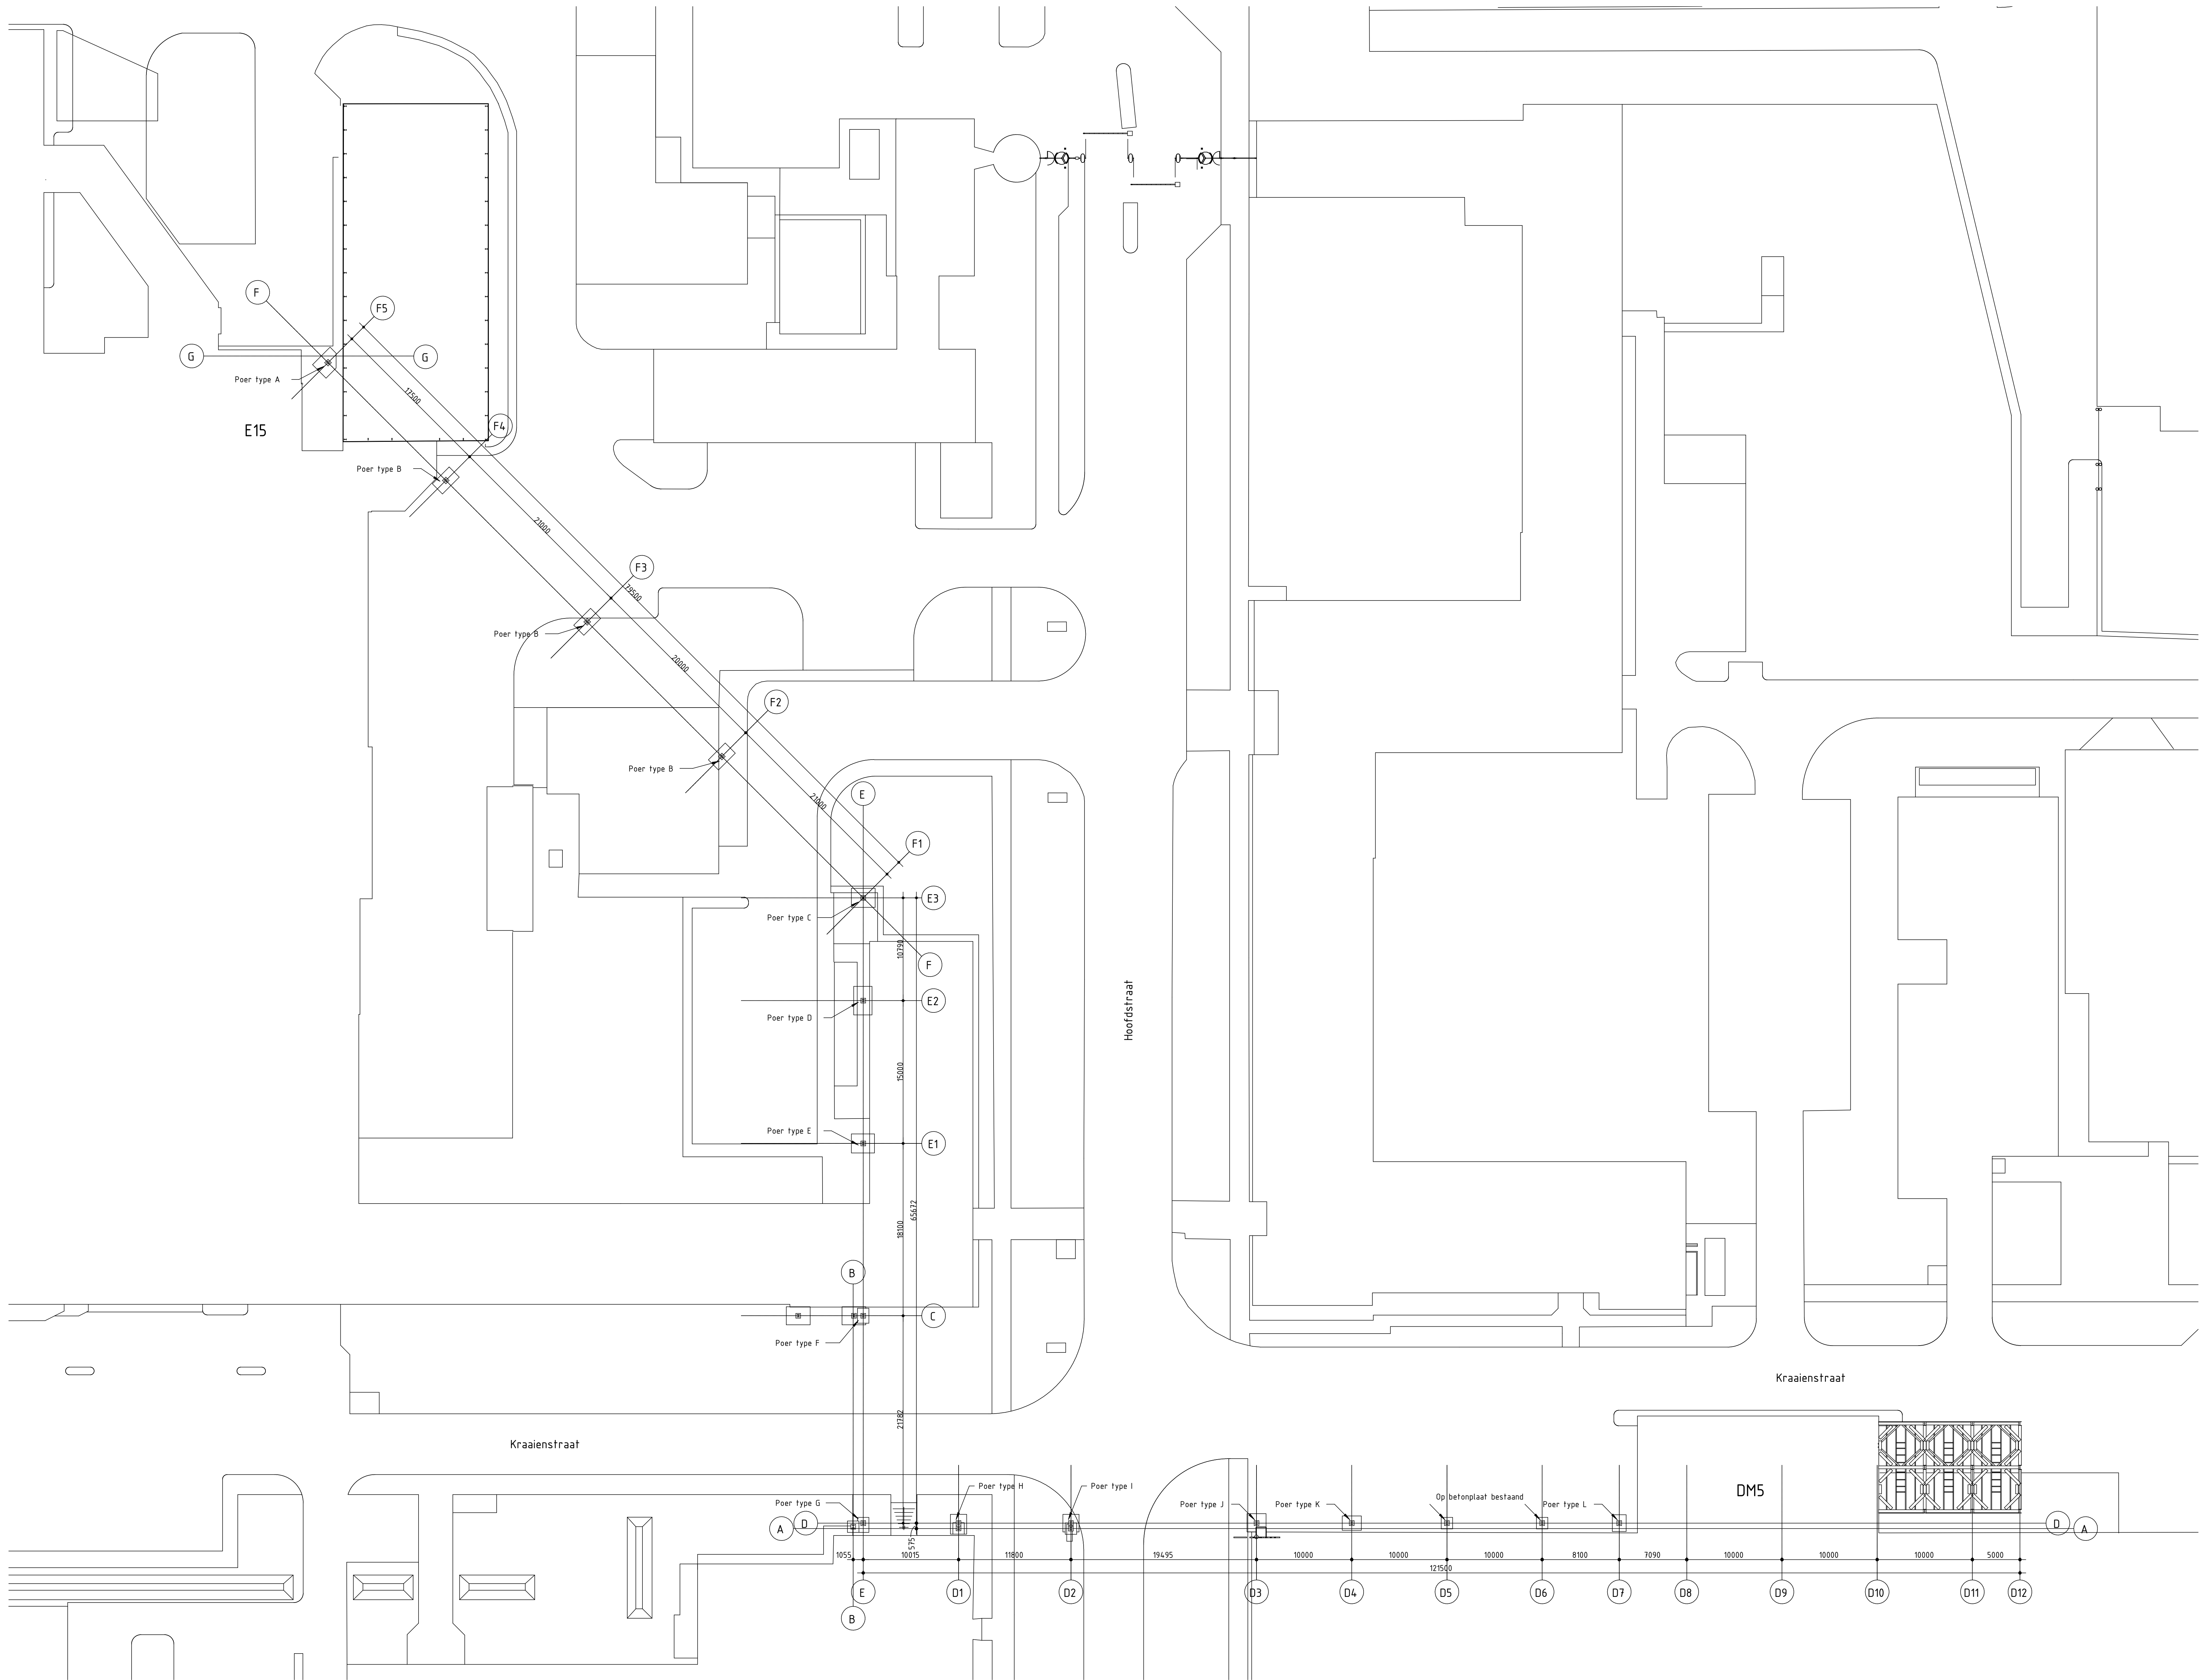 F
F5
G
G
Poer type A
17500
E15
F4
Poer type B
21000
F3
79500
Poer type B
20000
F2
Poer type B
E
21000
F1
E3
Poer type C
10790
F
E2
Poer type D
Hoofdstraat
15000
Poer type E
E1
65672
18100
B
C
Poer type F
Kraaienstraat
21782
Kraaienstraat
Poer type H
Poer type I
DM5
Poer type G
Poer type J
Poer type K
Op betonplaat bestaand
Poer type L
A
D
D
A
575
1055
10015
11800
19495
10000
10000
10000
8100
7090
10000
10000
10000
5000
121500
E
D1
D2
D3
D4
D5
D6
D7
D8
D9
D10
D11
D12
B